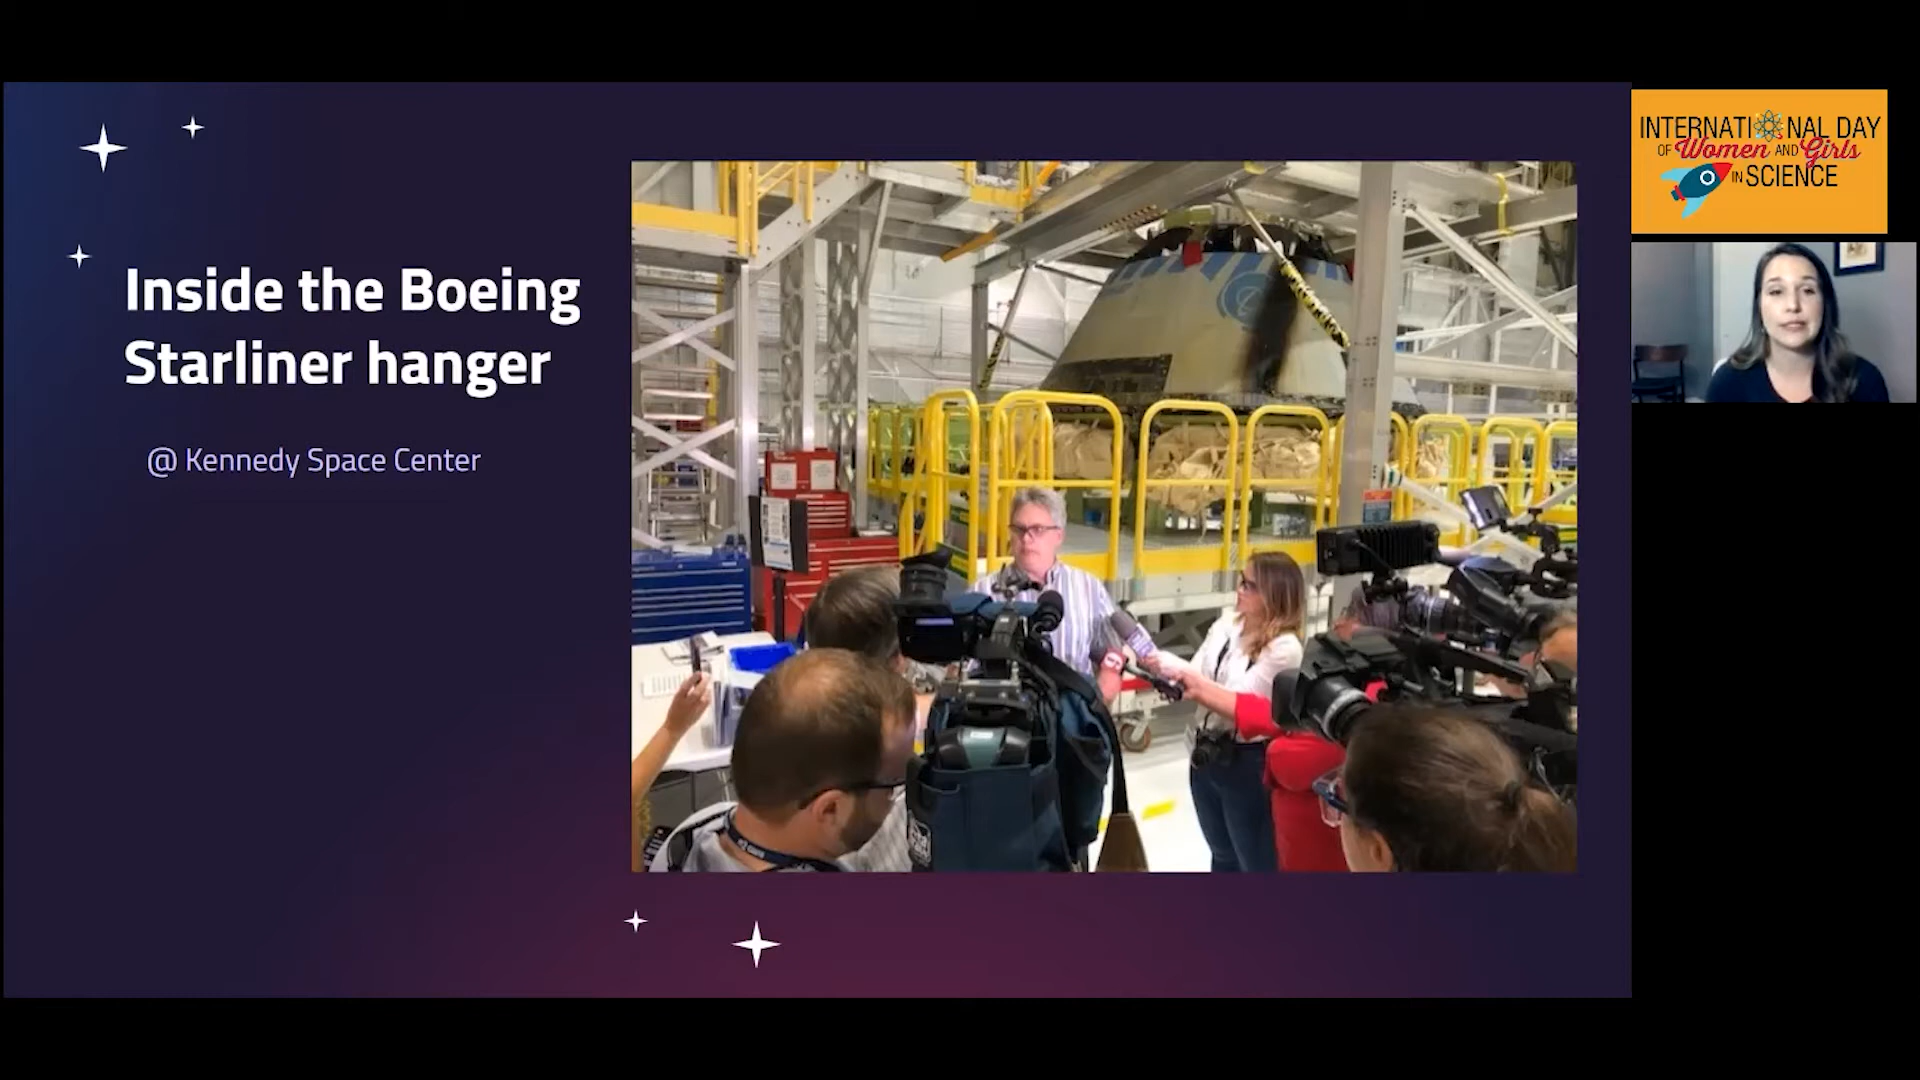 Inside the Boeing
Starliner hanger
@ Kennedy Space Center
INTERNATIONAL DAY
OF Women AND Girls
IN SCIENCE